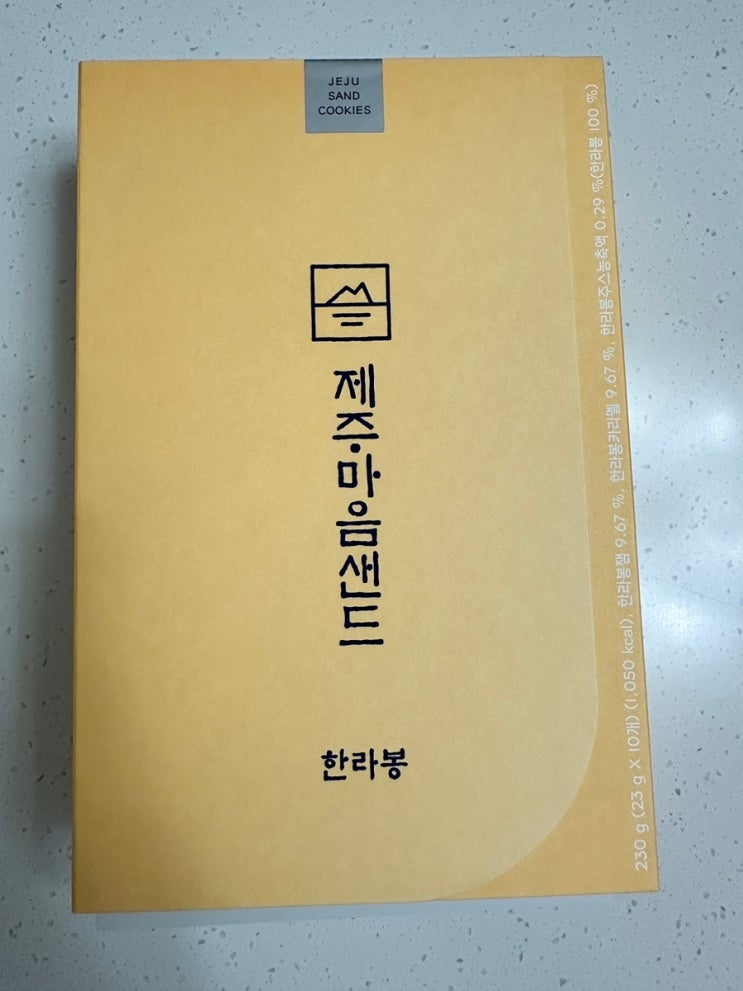 JEJU
SAND
COOKIES
제주마음샌드
한라봉
230 g (23 g X 10개) (1,050 kcal), 한라봉잼 9.67 %, 한라봉카라멜 9.67 %, 한라봉주스농축액 0.29 %(한라봉 100 %)